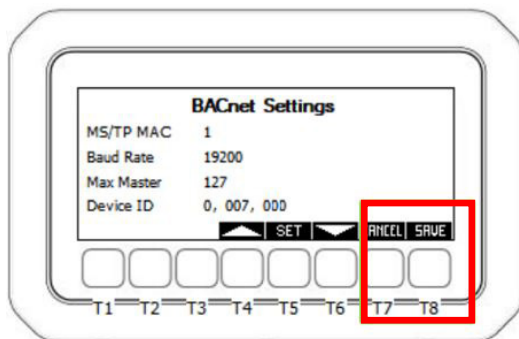 BACnet Settings
MS/TP MAC 1
Baud Rate 19200
Max Master 127
Device ID 0, 007, 000
SET ANCEL SAVE
T1 T2 T3 T4 T5 T6 T7 T8